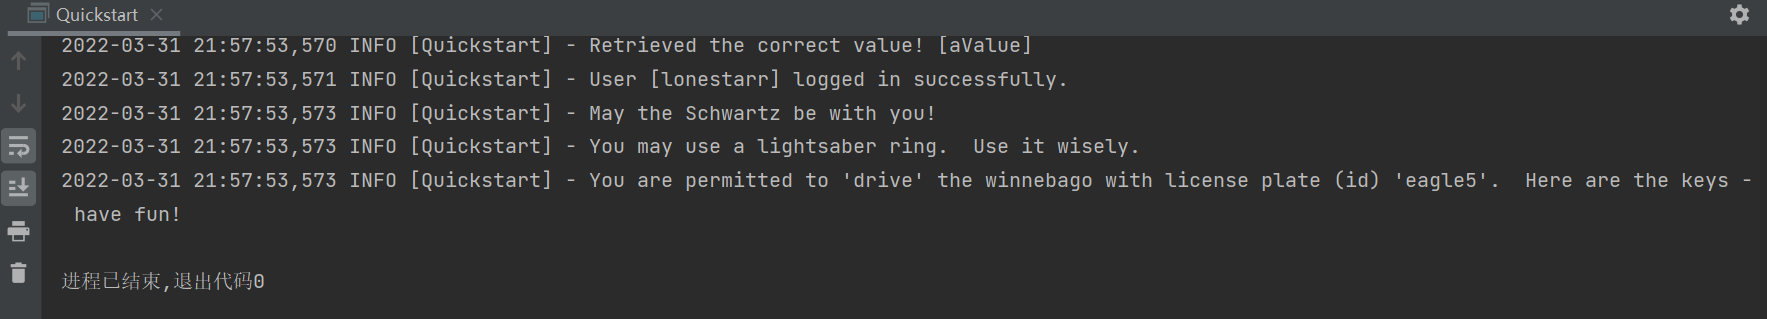 Quickstart
2022-03-31 21:57:53,570 INFO [Quickstart] - Retrieved the correct value! [aValue]
2022-03-31 21:57:53,571 INFO [Quickstart] - User [lonestarr] logged in successfully.
2022-03-31 21:57:53,573 INFO [Quickstart] - May the Schwartz be with you!
2022-03-31 21:57:53,573 INFO [Quickstart] - You may use a lightsaber ring.  Use it wisely.
2022-03-31 21:57:53,573 INFO [Quickstart] - You are permitted to 'drive' the winnebago with license plate (id) 'eagle5'.  Here are the keys -
have fun!
进程已结束,退出代码0